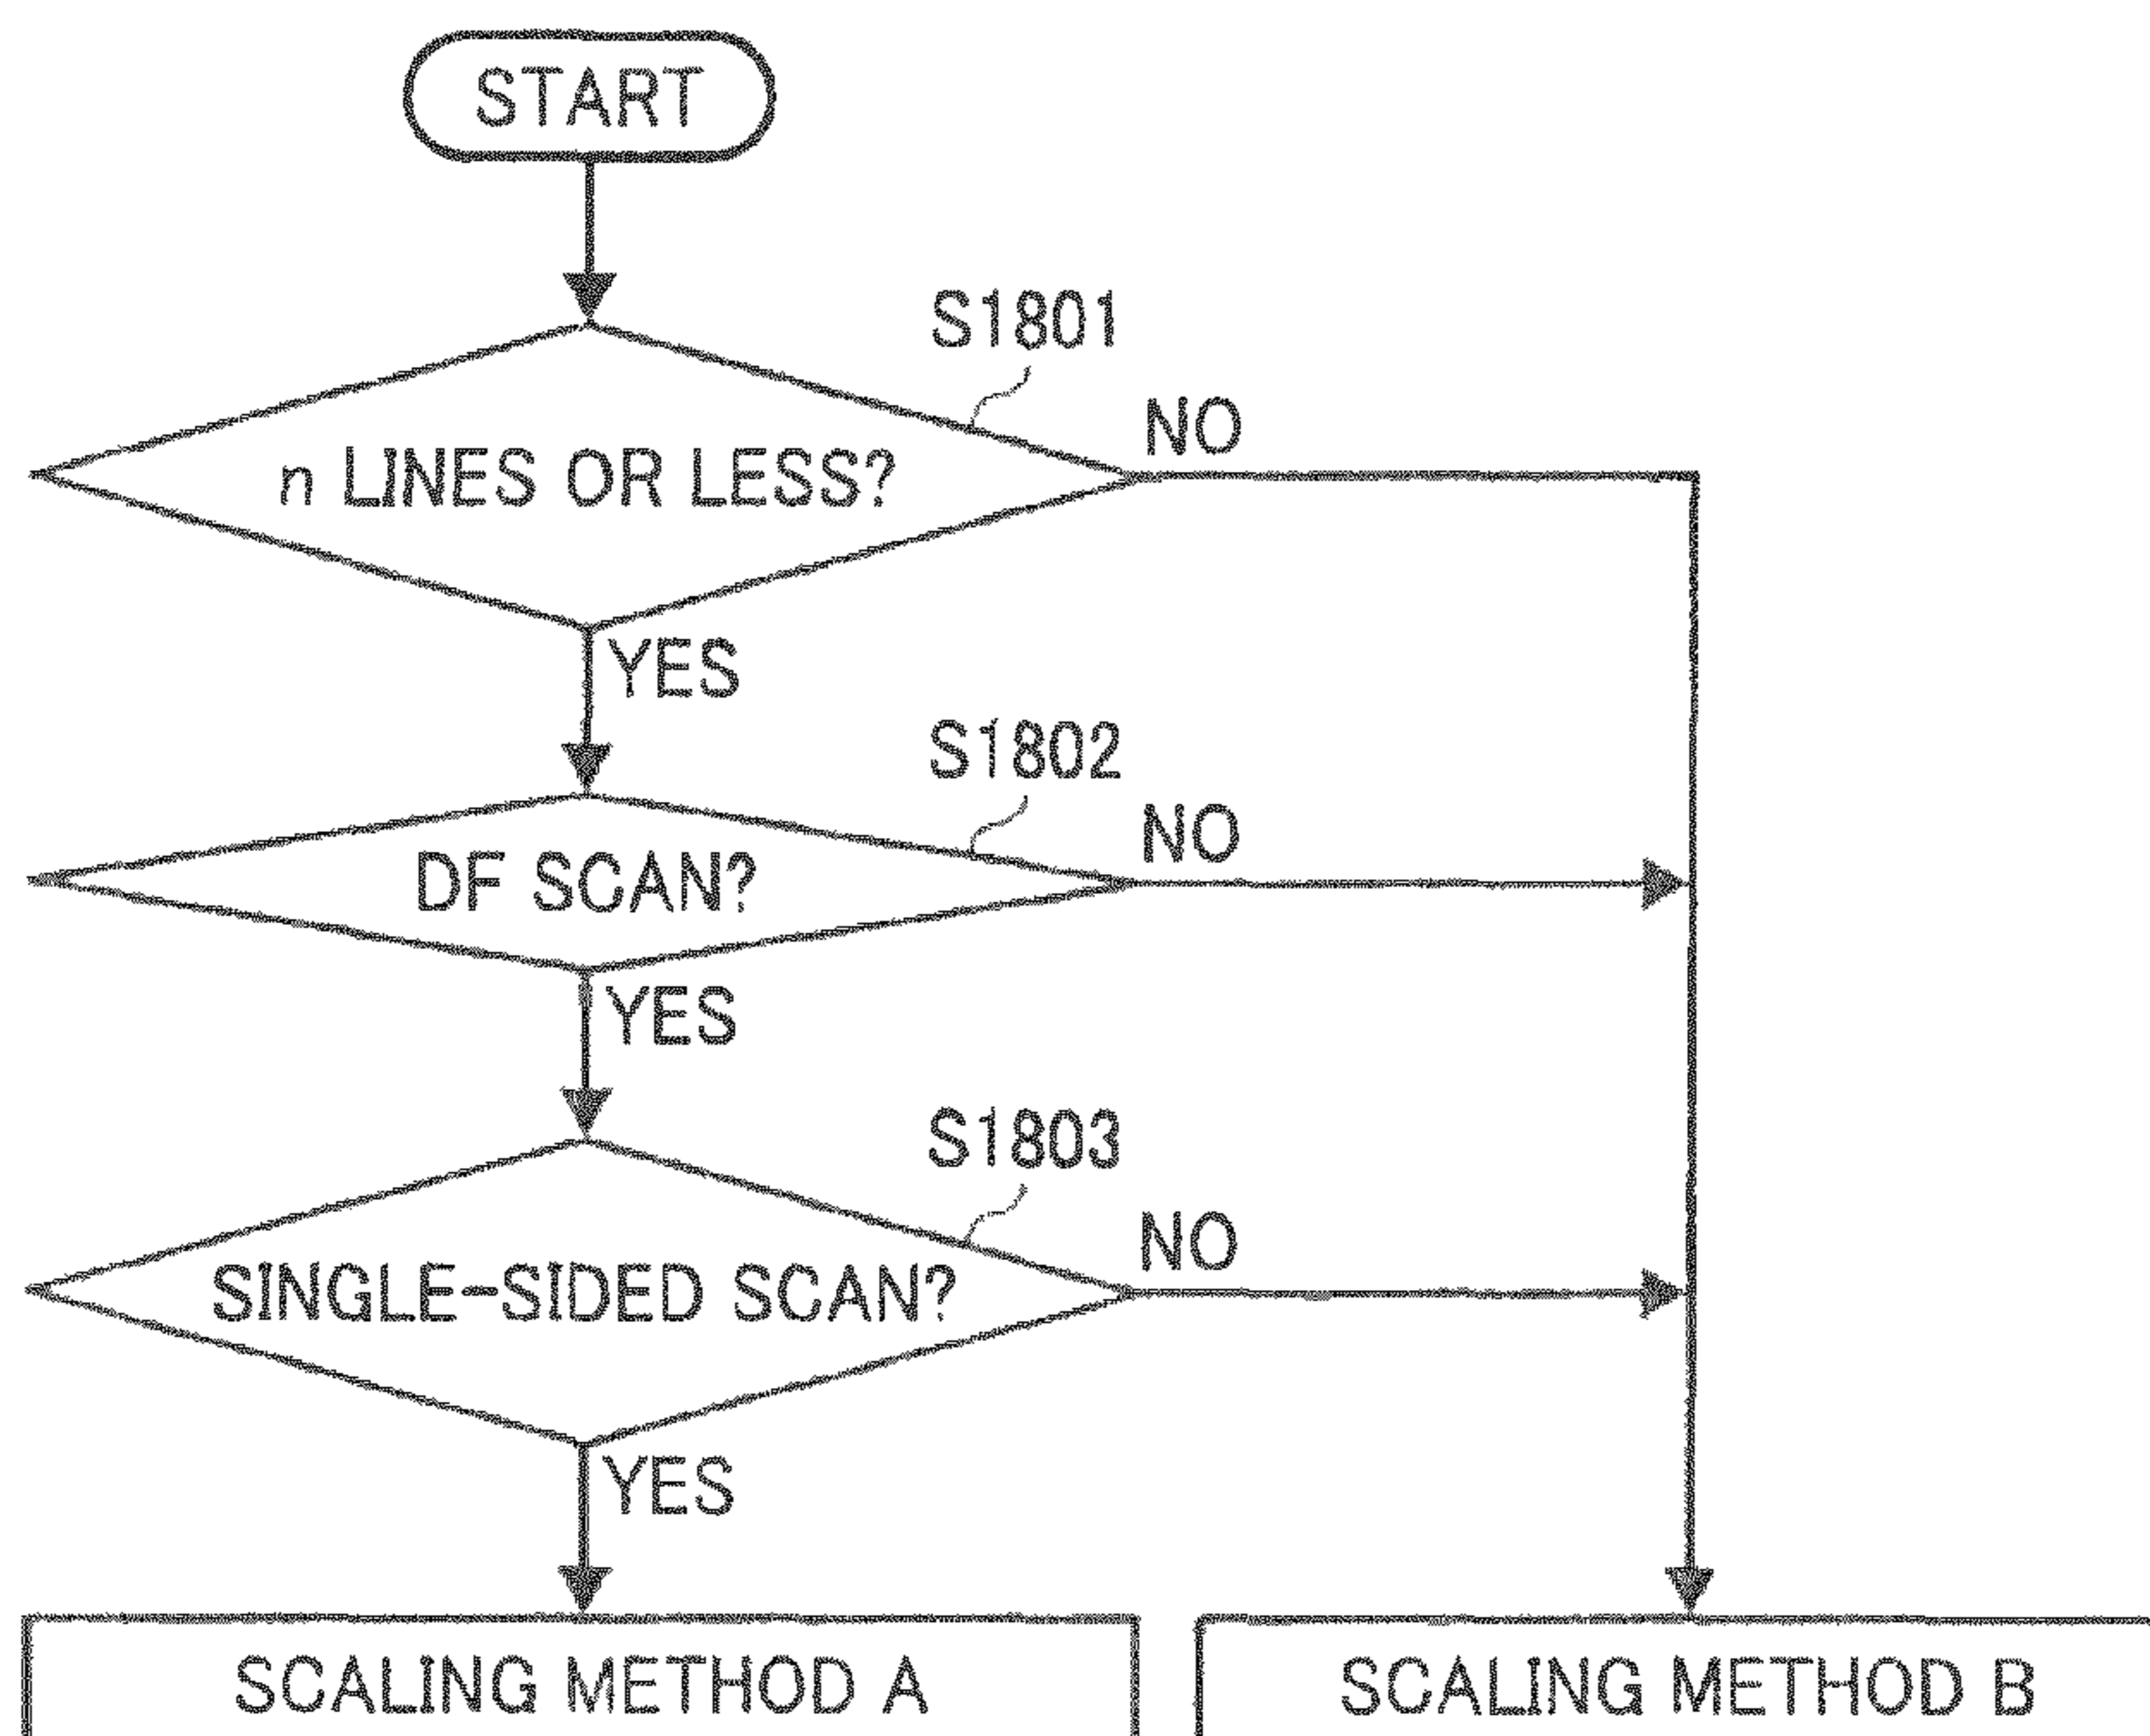 START
S1801
n LINES OR LESS?
NO
YES
S1802
DF SCAN?
NO
YES
S1803
SINGLE-SIDED SCAN?
NO
YES
SCALING METHOD A
SCALING METHOD B